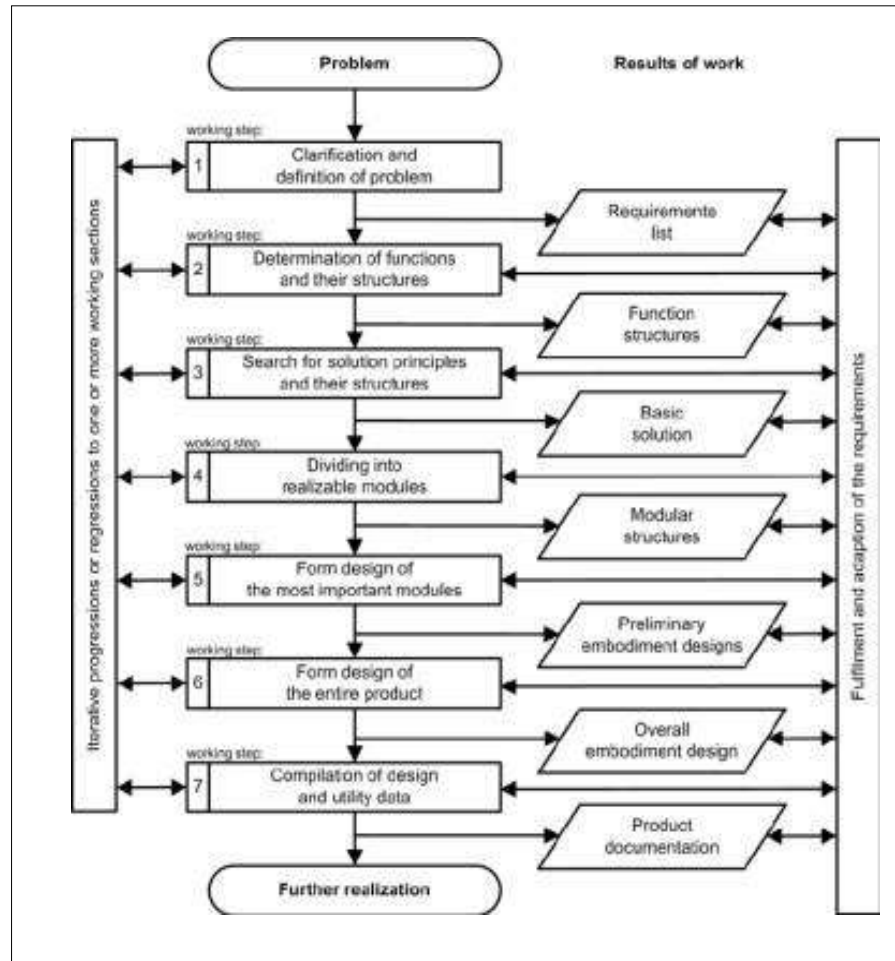 Problem
Results of work
working step:
1
Clarification and
definition of problem
Requirements
list
working step:
2
Determination of functions
and their structures
Function
structures
working step:
3
Search for solution principles
and their structures
Basic
solution
working step:
4
Dividing into
realizable modules
Modular
structures
working step:
5
Form design of
the most important modules
Preliminary
embodiment designs
working step:
6
Form design of
the entire product
Overall
embodiment design
working step:
7
Compilation of design
and utility data
Product
documentation
Further realization
Iterative progressions or regressions to one or more working sections
Fulfilment and acaption of the requirements